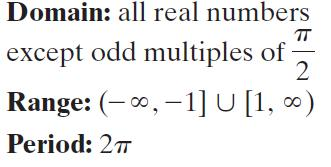 Domain: all real numbers
except odd multiples of π/2
Range: (−∞, −1] ∪ [1, ∞)
Period: 2π